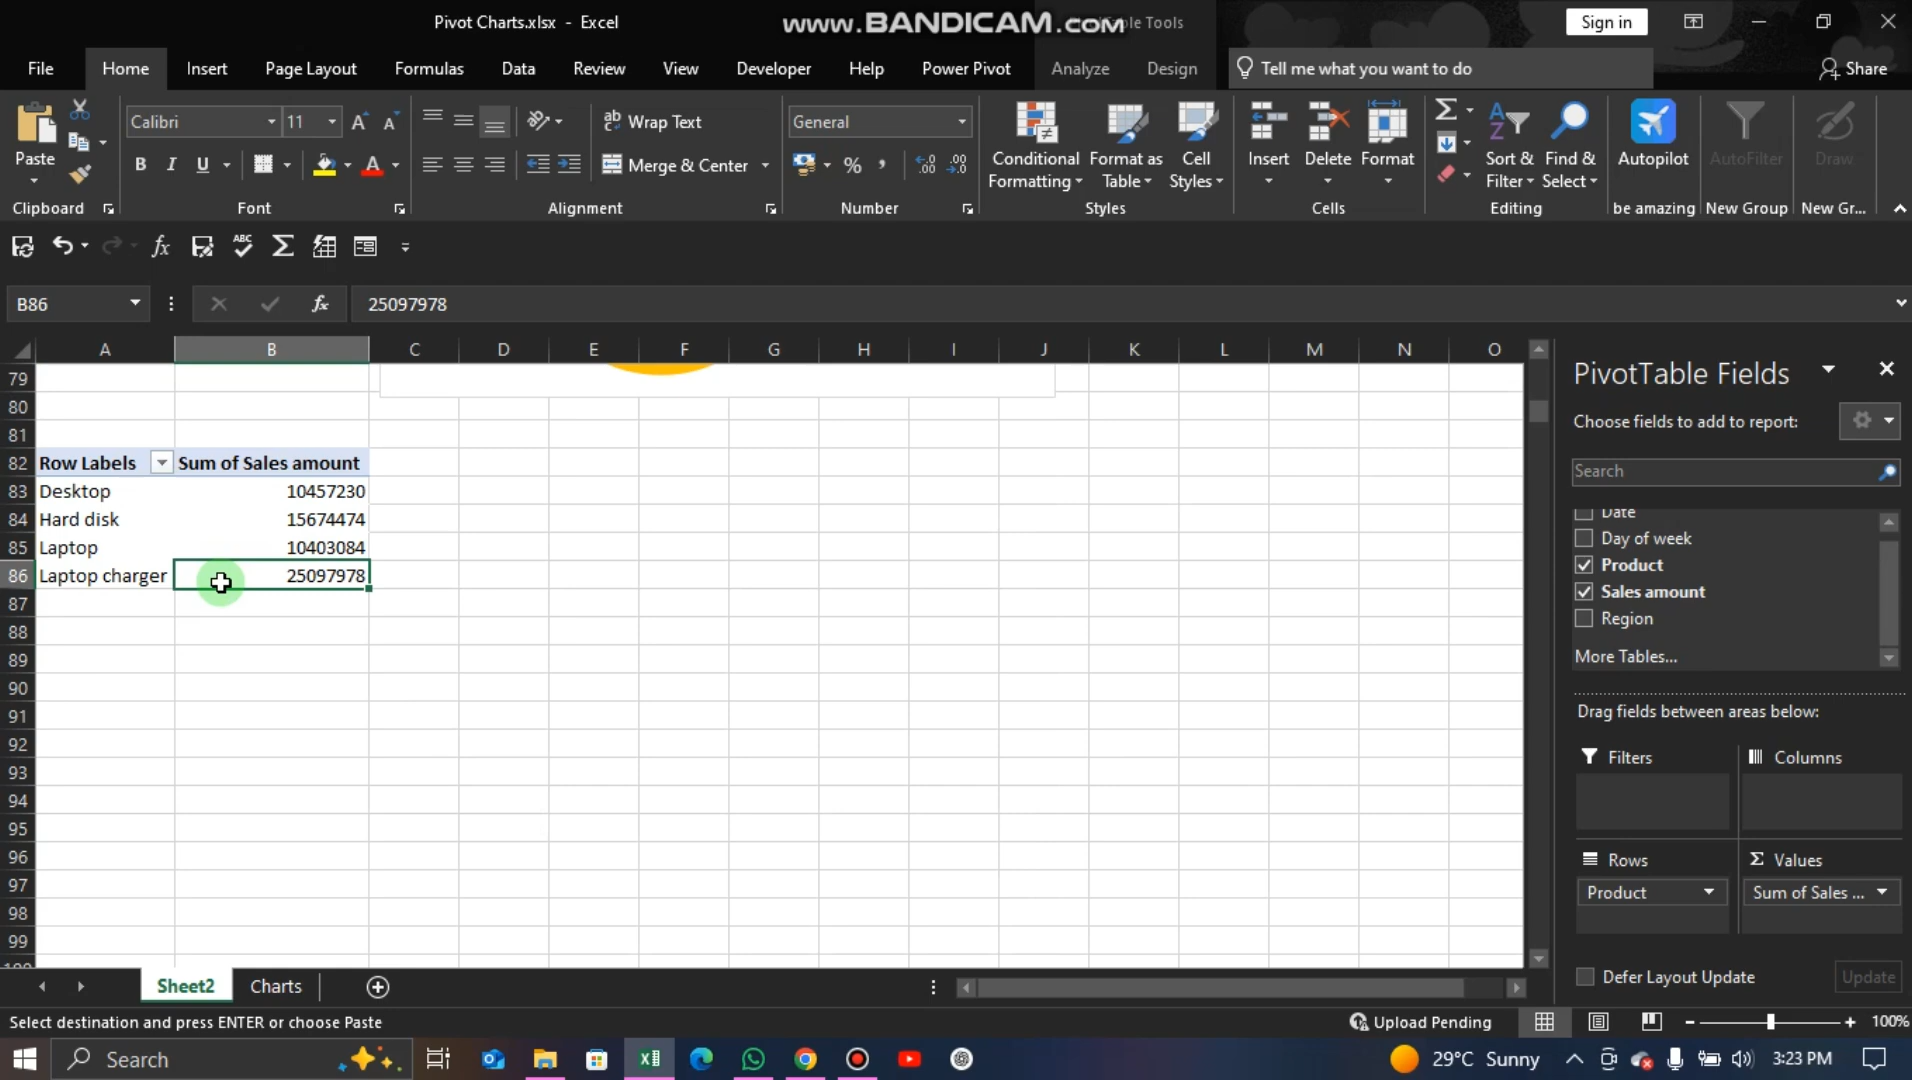 Pivot Charts.xlsx - Excel
www.BANDICAM.com
PivotTable Tools
Sign in
File Home Insert Page Layout Formulas Data Review View Developer Help Power Pivot Analyze Design Tell me what you want to do Share
Calibri 11 Wrap Text General
Paste Conditional Formatting Format as Table Cell Styles Insert Delete Format Sort & Filter Find & Select Autopilot AutoFilter Draw
B I U Merge & Center % ,
Clipboard Font Alignment Number Styles Cells Editing be amazing New Group New Gr...
B86 fx 25097978
A B C D E F G H I J K L M N O
79
80
81
82 Row Labels Sum of Sales amount
83 Desktop 10457230
84 Hard disk 15674474
85 Laptop 10403084
86 Laptop charger 25097978
87
88
89
90
91
92
93
94
95
96
97
98
99
PivotTable Fields
Choose fields to add to report:
Search
Date
Day of week
Product
Sales amount
Region
More Tables...
Drag fields between areas below:
Filters Columns
Rows Σ Values
Product Sum of Sales ...
Defer Layout Update Update
Sheet2 Charts
Select destination and press ENTER or choose Paste Upload Pending 100%
Search 29°C Sunny 3:23 PM